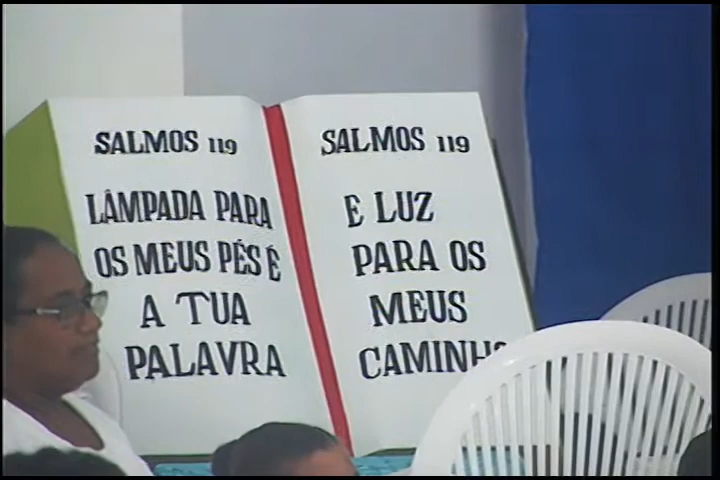 SALMOS 119
LÂMPADA PARA
OS MEUS PÉS É
A TUA
PALAVRA
SALMOS 119
E LUZ
PARA OS
MEUS